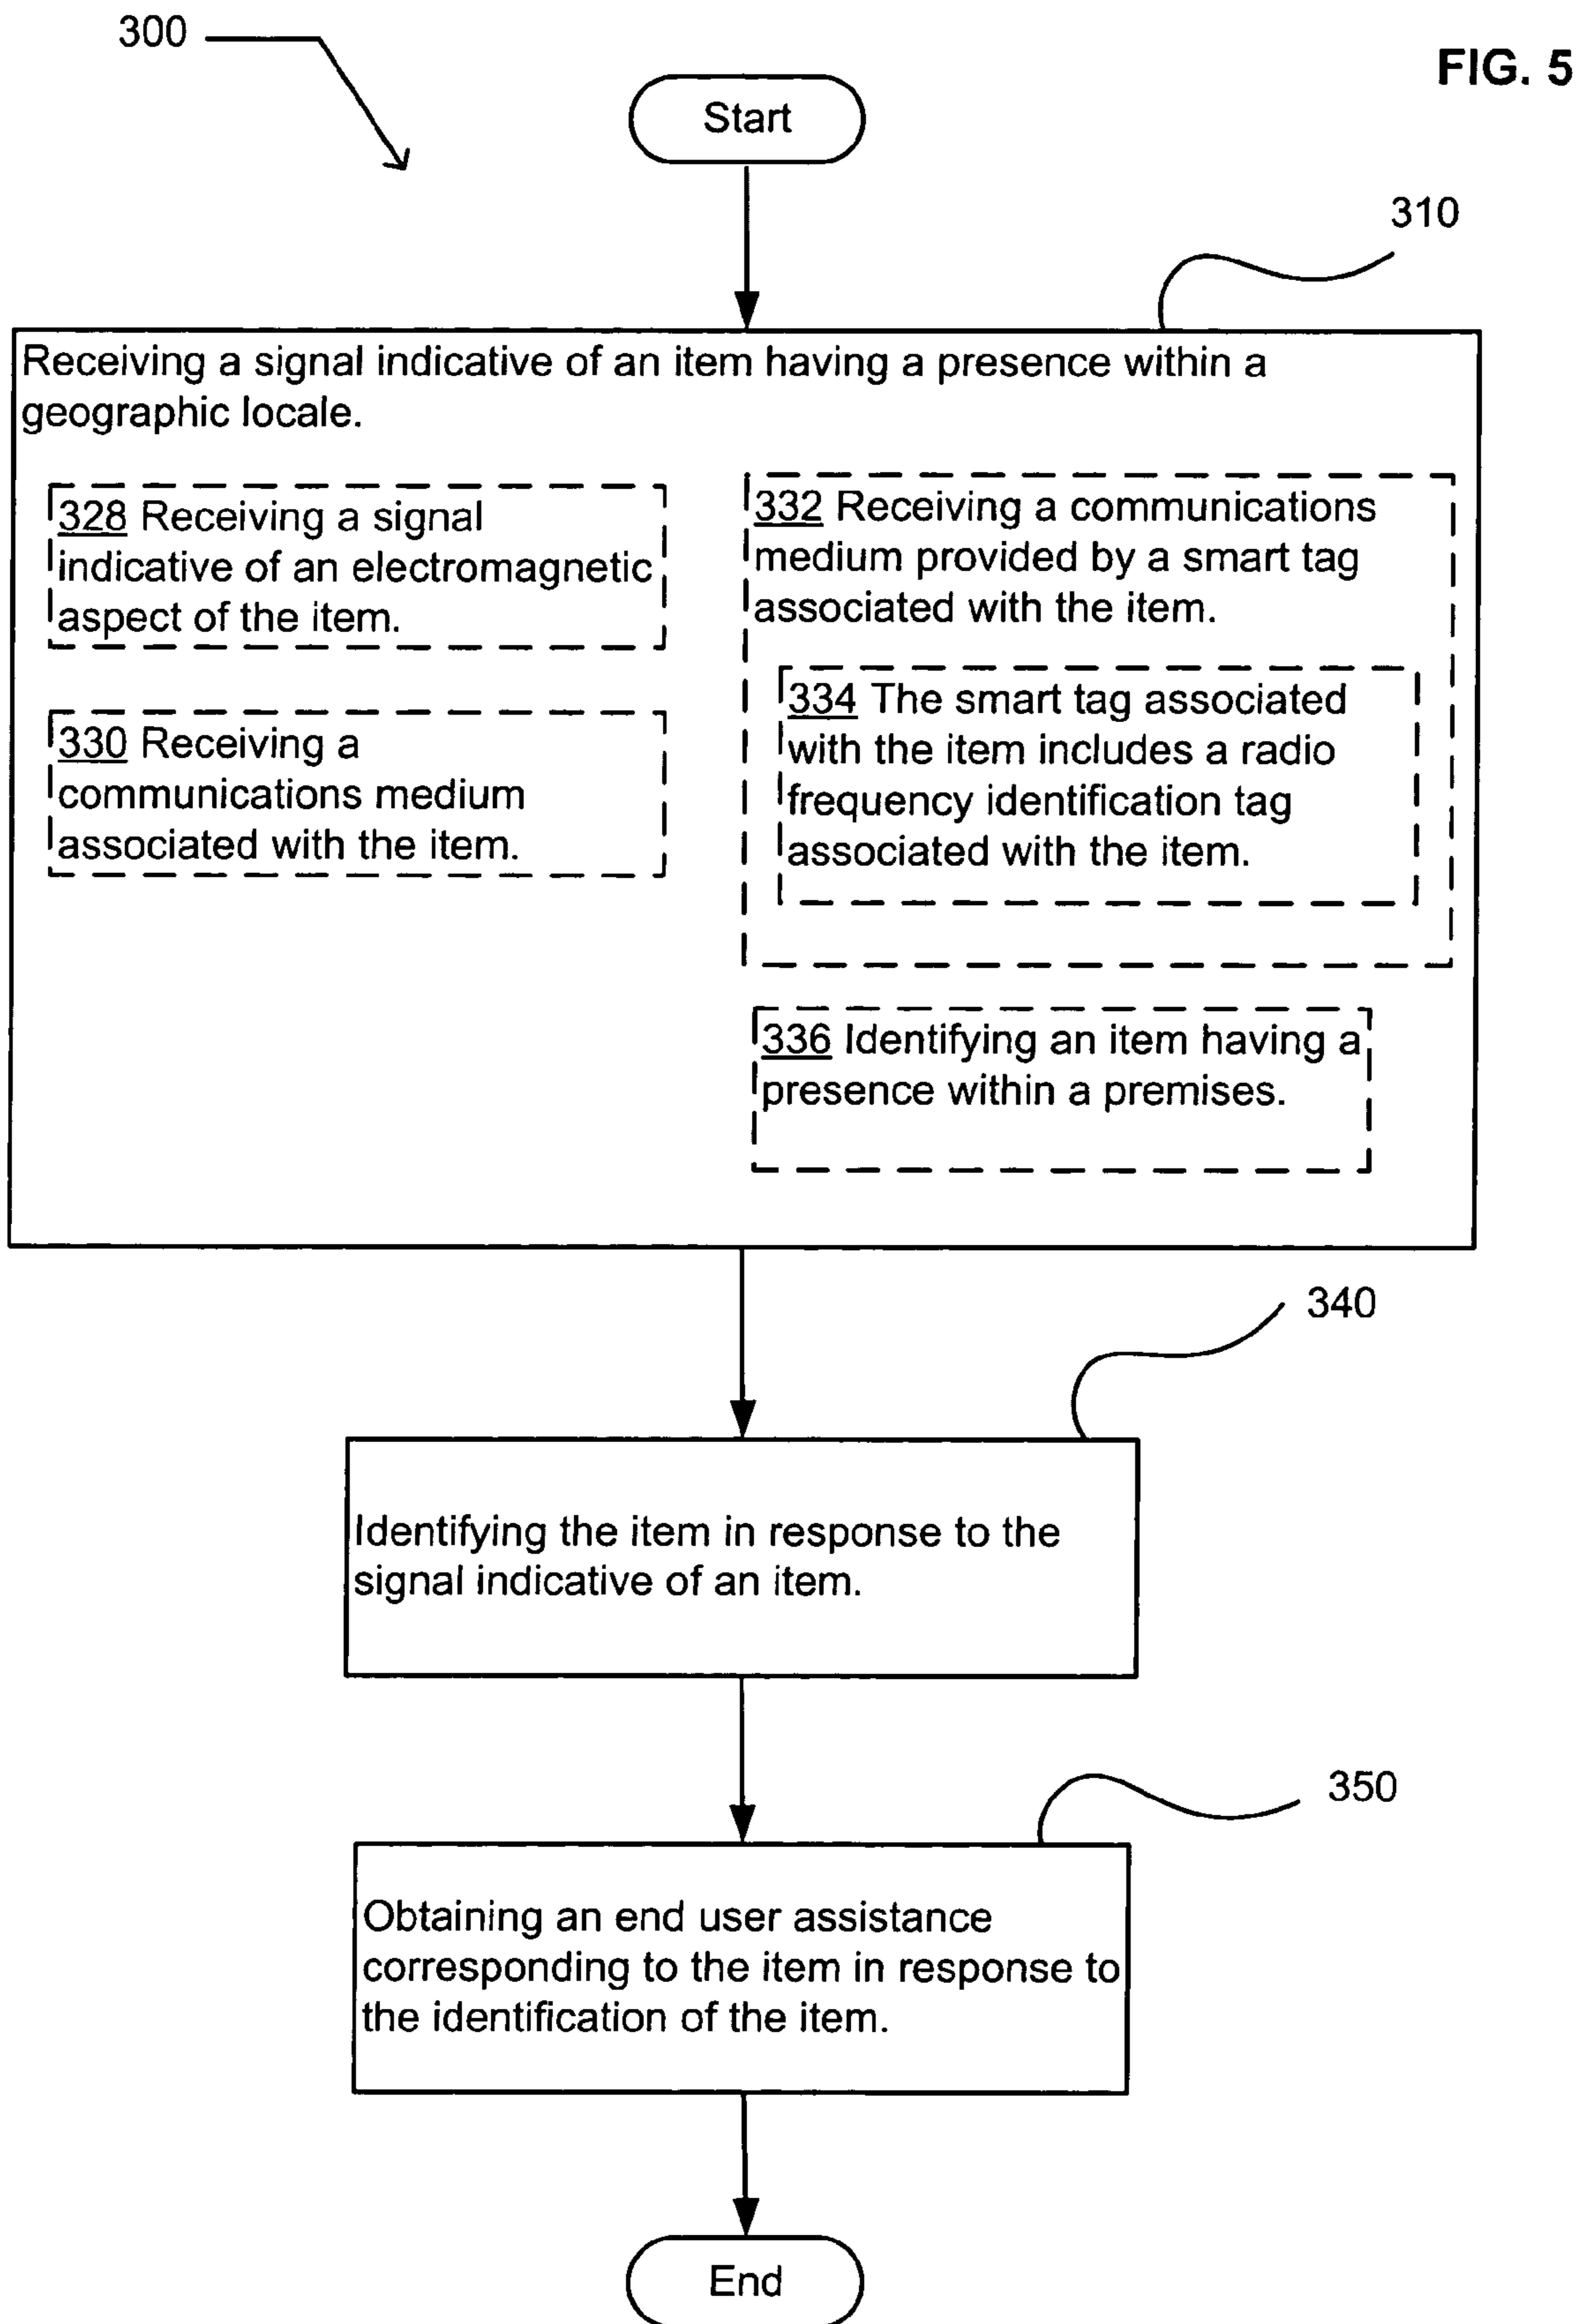 300
FIG. 5
Start
310
Receiving a signal indicative of an item having a presence within a
geographic locale.
328 Receiving a signal
indicative of an electromagnetic
aspect of the item.
330 Receiving a
communications medium
associated with the item.
332 Receiving a communications
medium provided by a smart tag
associated with the item.
334 The smart tag associated
with the item includes a radio
frequency identification tag
associated with the item.
336 Identifying an item having a
presence within a premises.
340
Identifying the item in response to the
signal indicative of an item.
350
Obtaining an end user assistance
corresponding to the item in response to
the identification of the item.
End